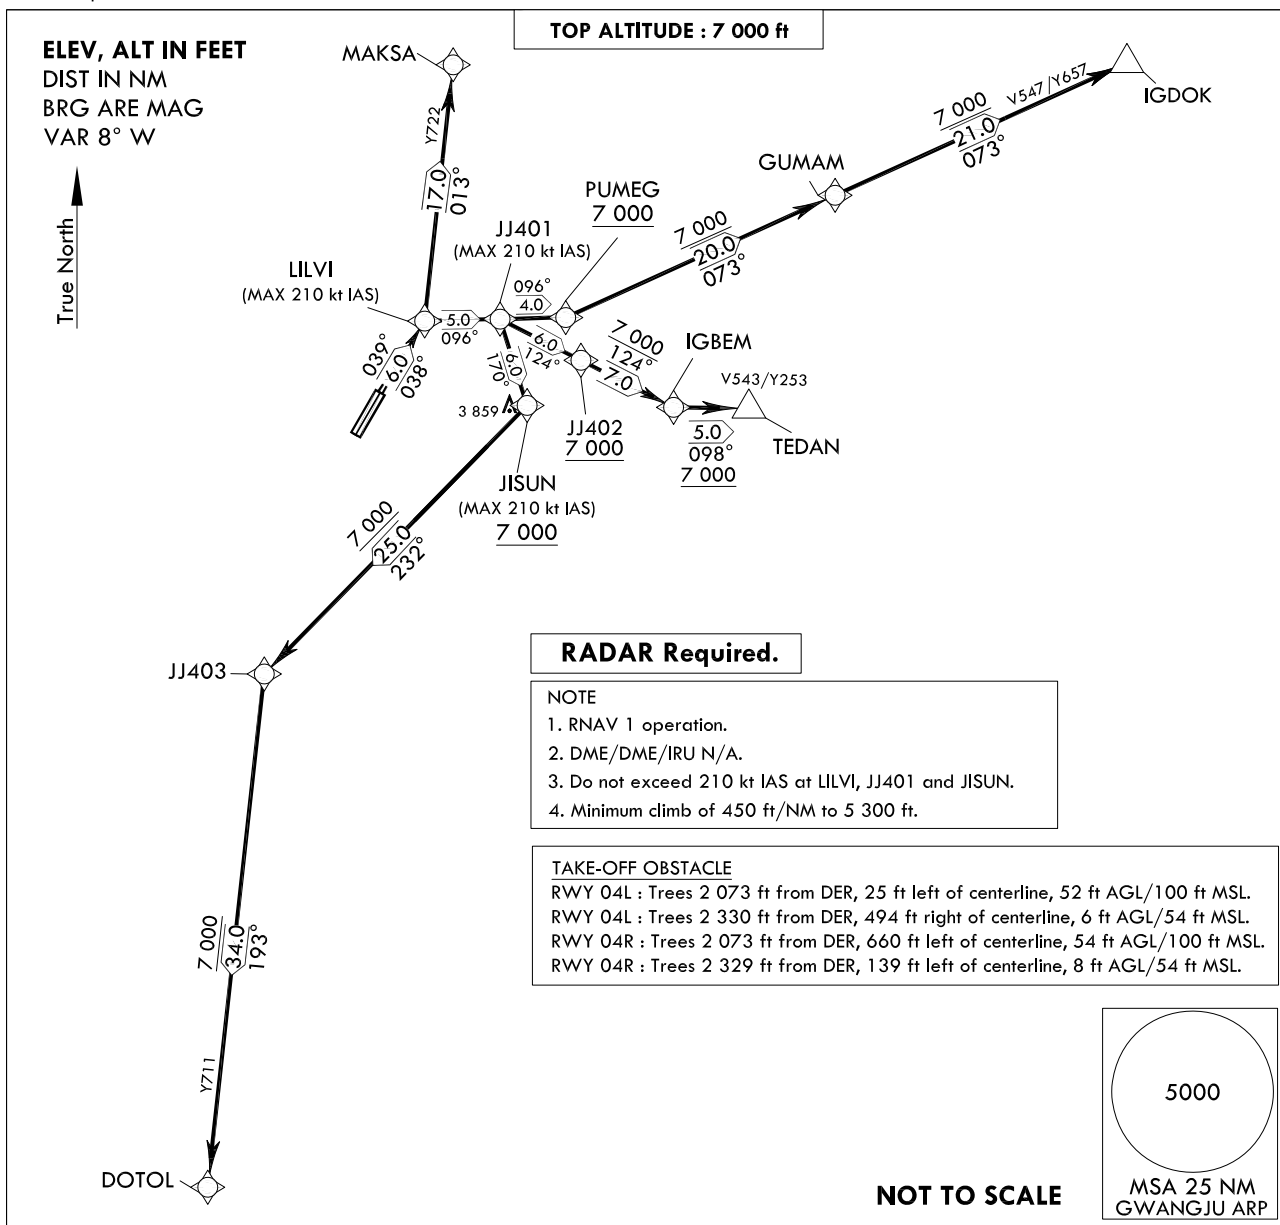 TOP ALTITUDE : 7 000 ft
ELEV, ALT IN FEET
DIST IN NM
BRG ARE MAG
VAR 8° W
True North
MAKSA
Y722
17.0
013°
IGDOK
V547/Y657
7 000
21.0
073°
GUMAM
PUMEG
7 000
7 000
20.0
073°
JJ401
(MAX 210 kt IAS)
LILVI
(MAX 210 kt IAS)
096°
4.0
5.0
096°
039°
6.0
038°
6.0
124°
6.0
170°
7 000
124°
7.0
IGBEM
V543/Y253
TEDAN
5.0
098°
7 000
3 859
JJ402
7 000
JISUN
(MAX 210 kt IAS)
7 000
7 000
25.0
232°
JJ403
RADAR Required.
NOTE
1. RNAV 1 operation.
2. DME/DME/IRU N/A.
3. Do not exceed 210 kt IAS at LILVI, JJ401 and JISUN.
4. Minimum climb of 450 ft/NM to 5 300 ft.
TAKE-OFF OBSTACLE
RWY 04L : Trees 2 073 ft from DER, 25 ft left of centerline, 52 ft AGL/100 ft MSL.
RWY 04L : Trees 2 330 ft from DER, 494 ft right of centerline, 6 ft AGL/54 ft MSL.
RWY 04R : Trees 2 073 ft from DER, 660 ft left of centerline, 54 ft AGL/100 ft MSL.
RWY 04R : Trees 2 329 ft from DER, 139 ft left of centerline, 8 ft AGL/54 ft MSL.
7 000
34.0
193°
Y711
DOTOL
NOT TO SCALE
5000
MSA 25 NM
GWANGJU ARP